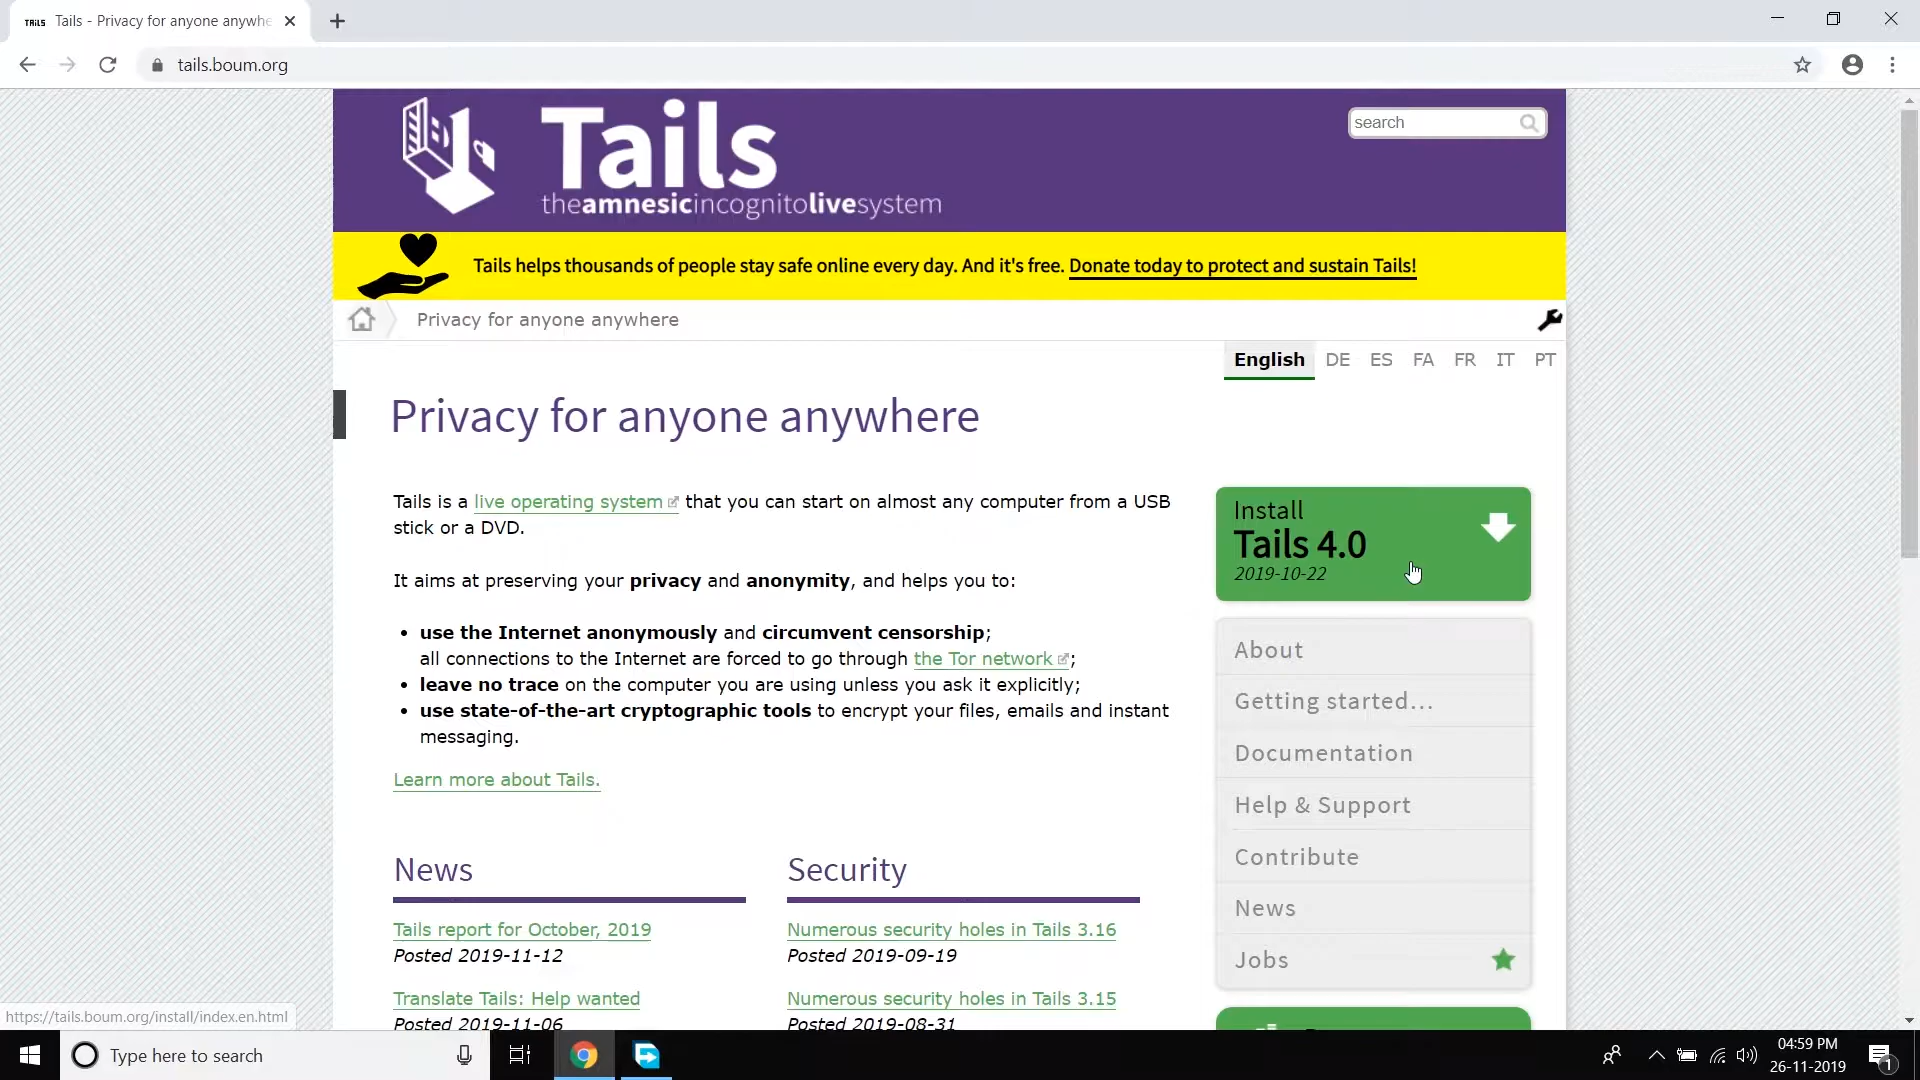 TAILS Tails - Privacy for anyone anywhe
tails.boum.org
Tails
theamnesicincognitolivesystem
search
Tails helps thousands of people stay safe online every day. And it's free. Donate today to protect and sustain Tails!
Privacy for anyone anywhere
English DE ES FA FR IT PT
Privacy for anyone anywhere
Tails is a live operating system that you can start on almost any computer from a USB
stick or a DVD.
It aims at preserving your privacy and anonymity, and helps you to:
• use the Internet anonymously and circumvent censorship;
all connections to the Internet are forced to go through the Tor network;
• leave no trace on the computer you are using unless you ask it explicitly;
• use state-of-the-art cryptographic tools to encrypt your files, emails and instant
messaging.
Learn more about Tails.
Install
Tails 4.0
2019-10-22
About
Getting started...
Documentation
Help & Support
Contribute
News
Jobs
News
Tails report for October, 2019
Posted 2019-11-12
Translate Tails: Help wanted
Posted 2019-11-06
Security
Numerous security holes in Tails 3.16
Posted 2019-09-19
Numerous security holes in Tails 3.15
Posted 2019-08-31
https://tails.boum.org/install/index.en.html
Type here to search
04:59 PM
26-11-2019
1